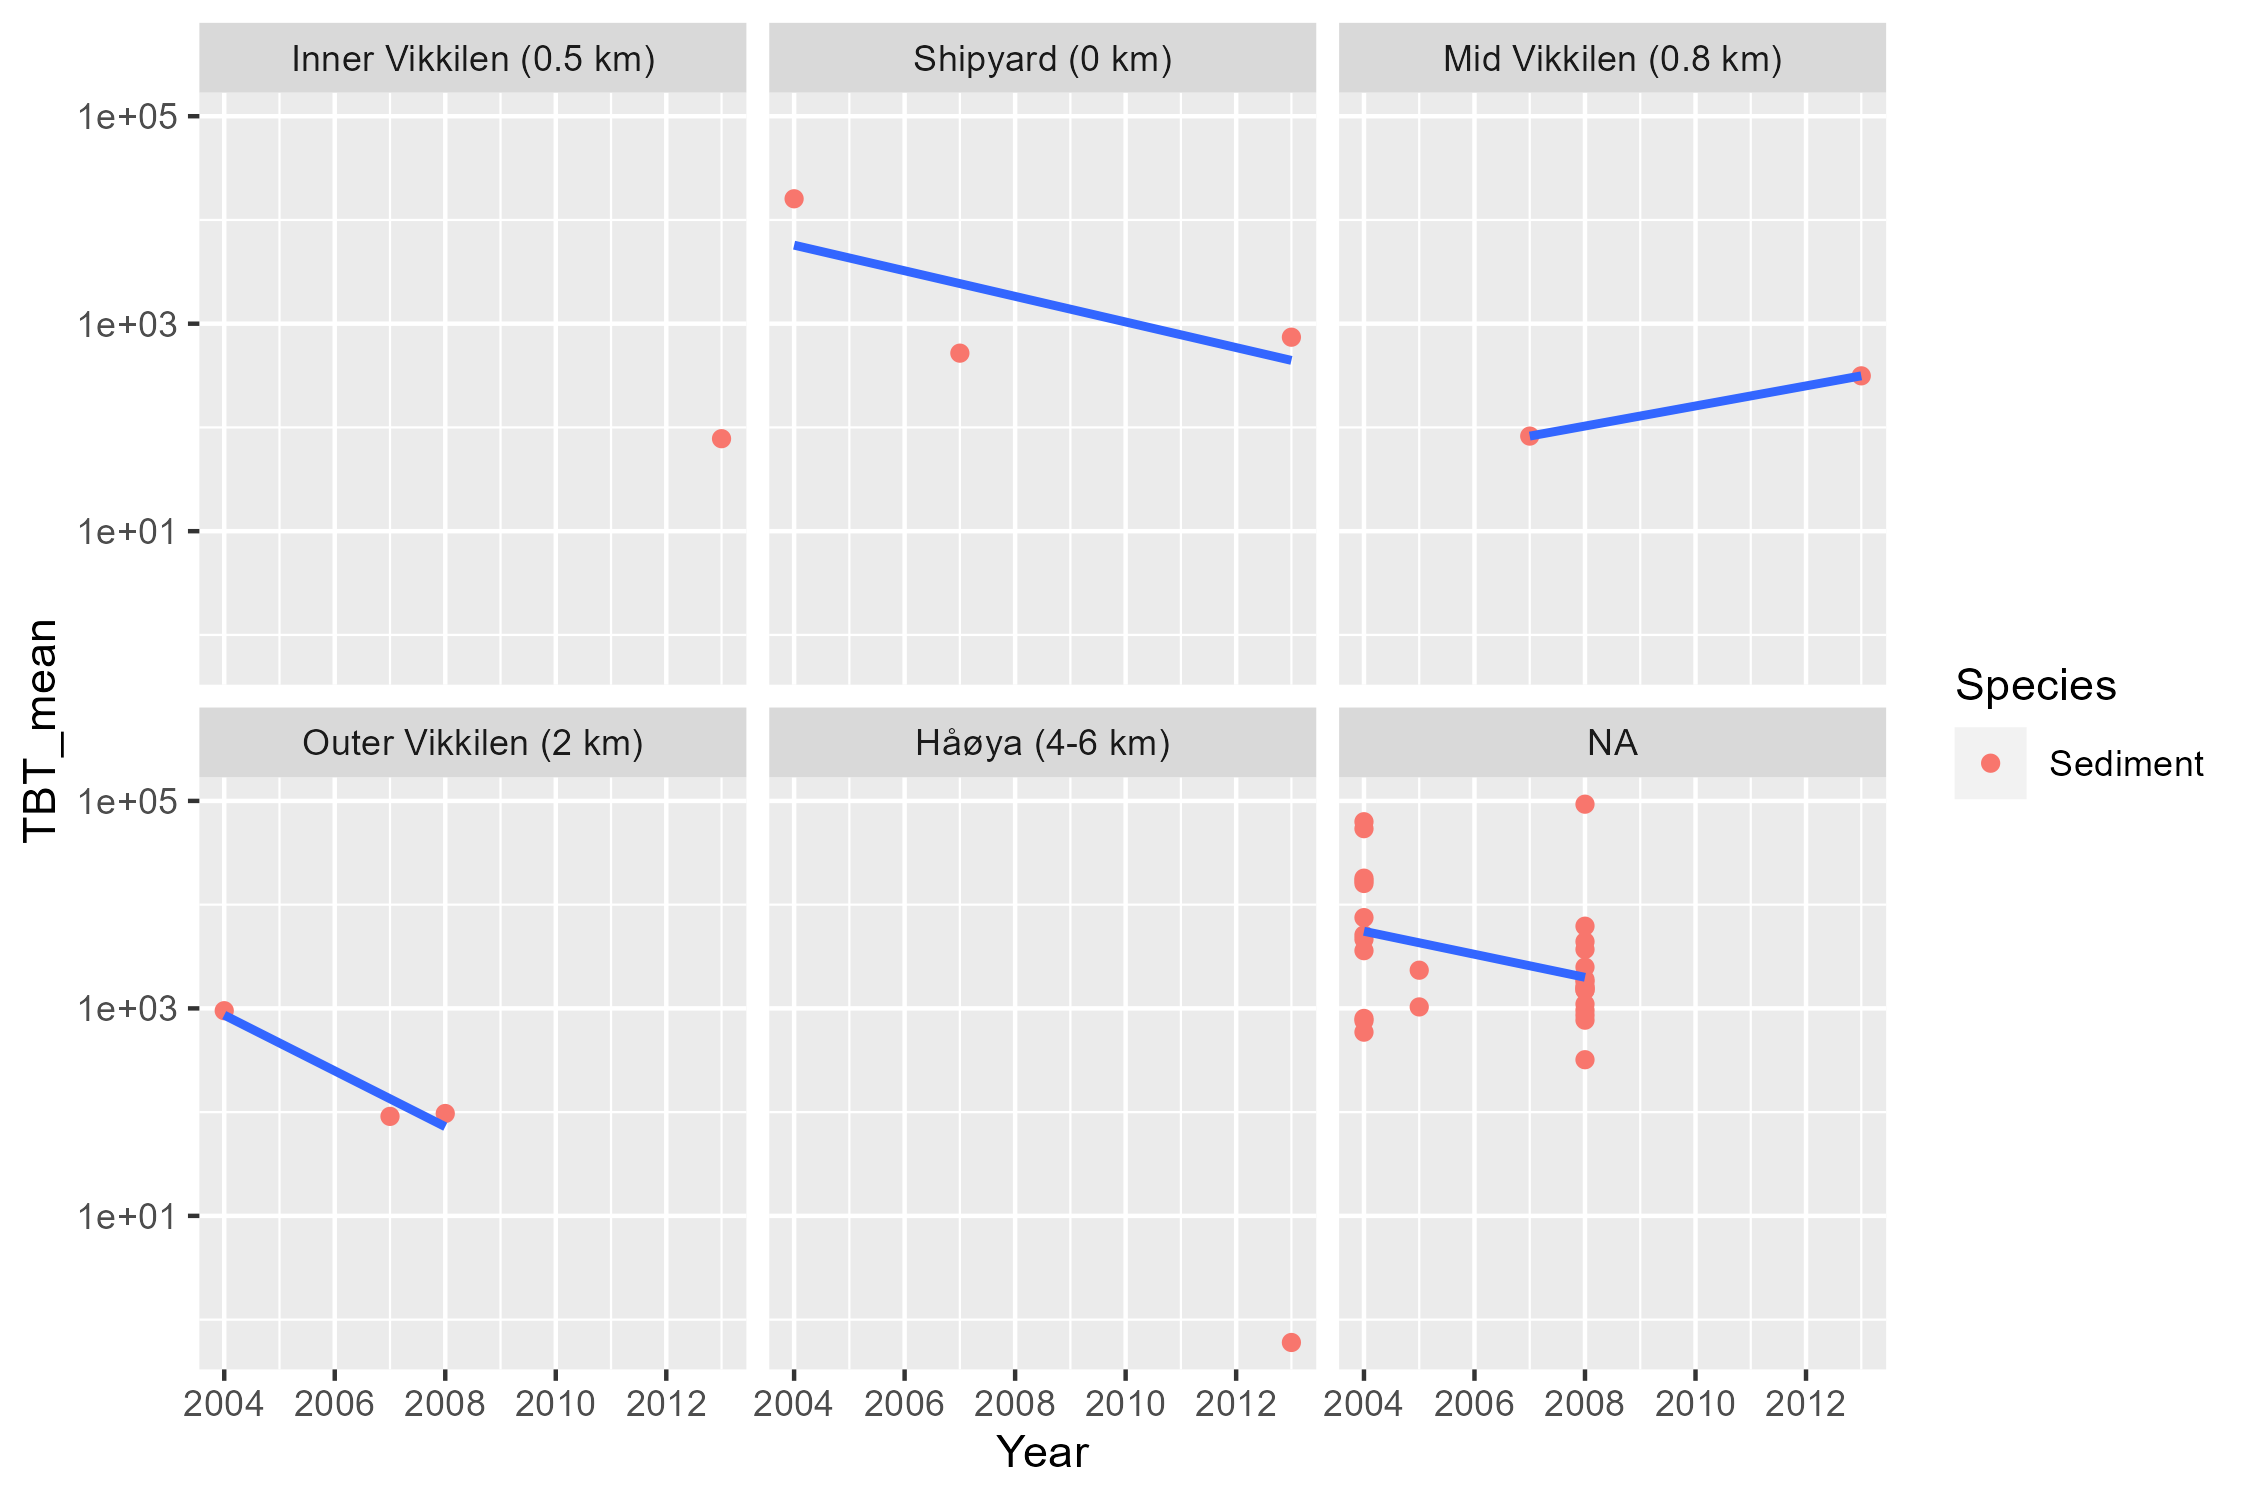 Inner Vikkilen (0.5 km)
Shipyard (0 km)
Mid Vikkilen (0.8 km)
1e+05
1e+03
1e+01
TBT_mean
Outer Vikkilen (2 km)
Håøya (4-6 km)
NA
1e+05
1e+03
1e+01
2004 2006 2008 2010 2012
2004 2006 2008 2010 2012
2004 2006 2008 2010 2012
Year
Species
Sediment